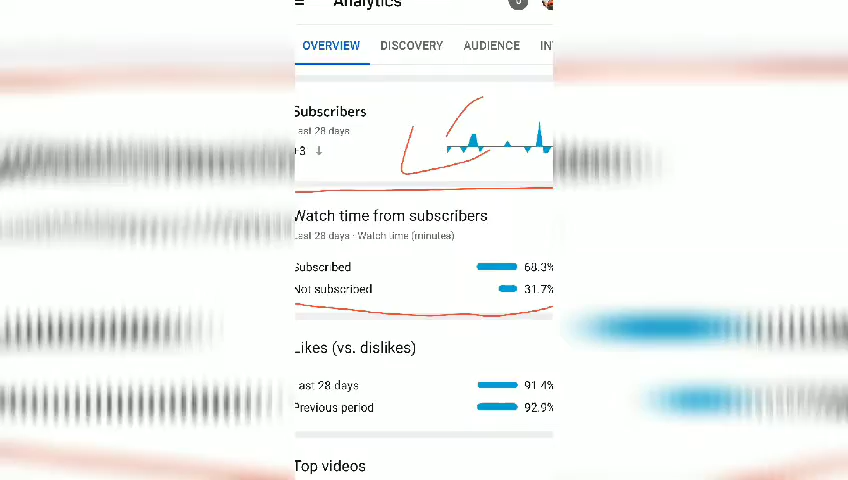 Analytics
OVERVIEW DISCOVERY AUDIENCE
Subscribers
Last 28 days
+3
Watch time from subscribers
Last 28 days · Watch time (minutes)
Subscribed 68.3%
Not subscribed 31.7%
Likes (vs. dislikes)
Last 28 days 91.4%
Previous period 92.9%
Top videos